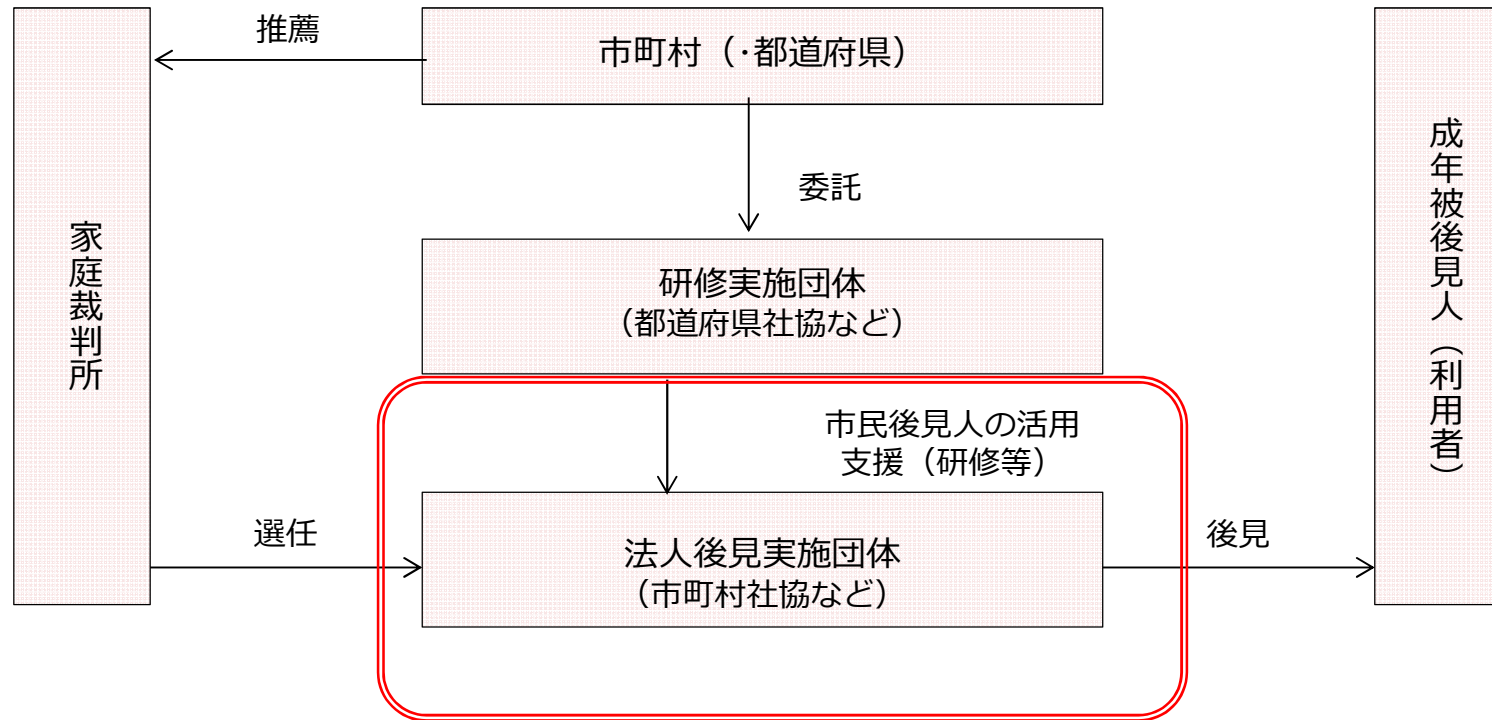 推薦
市町村（・都道府県）
委託
家庭裁判所
成年被後見人（利用者）
研修実施団体
（都道府県社協など）
市民後見人の活用
支援（研修等）
選任
法人後見実施団体
（市町村社協など）
後見